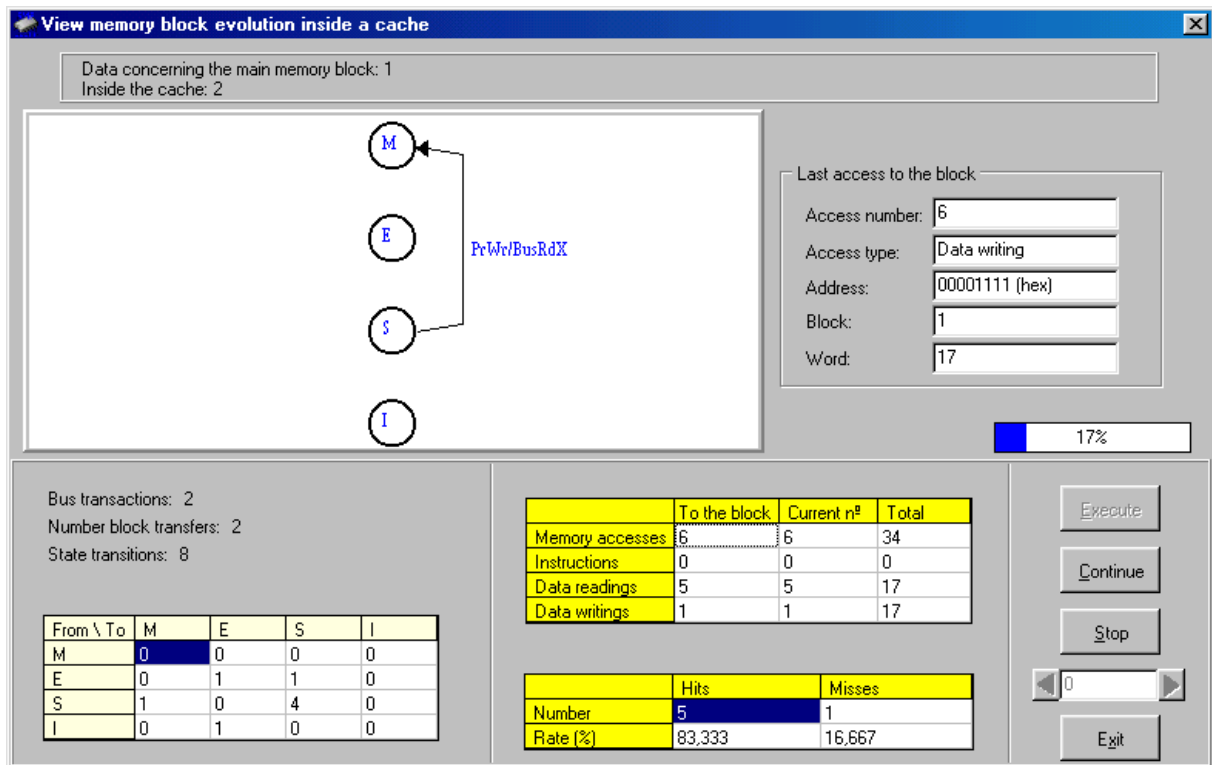 View memory block evolution inside a cache
Data concerning the main memory block: 1
Inside the cache: 2
M
E
PrWr/BusRdX
S
I
Last access to the block
Access number: 6
Access type: Data writing
Address: 00001111 (hex)
Block: 1
Word: 17
17%
Bus transactions: 2
Number block transfers: 2
State transitions: 8
From \ To M E S I
M 0 0 0 0
E 0 1 1 0
S 1 0 4 0
I 0 1 0 0
To the block Current nº Total
Memory accesses 6 6 34
Instructions 0 0 0
Data readings 5 5 17
Data writings 1 1 17
Hits Misses
Number 5 1
Rate (%) 83,333 16,667
Execute
Continue
Stop
0
Exit